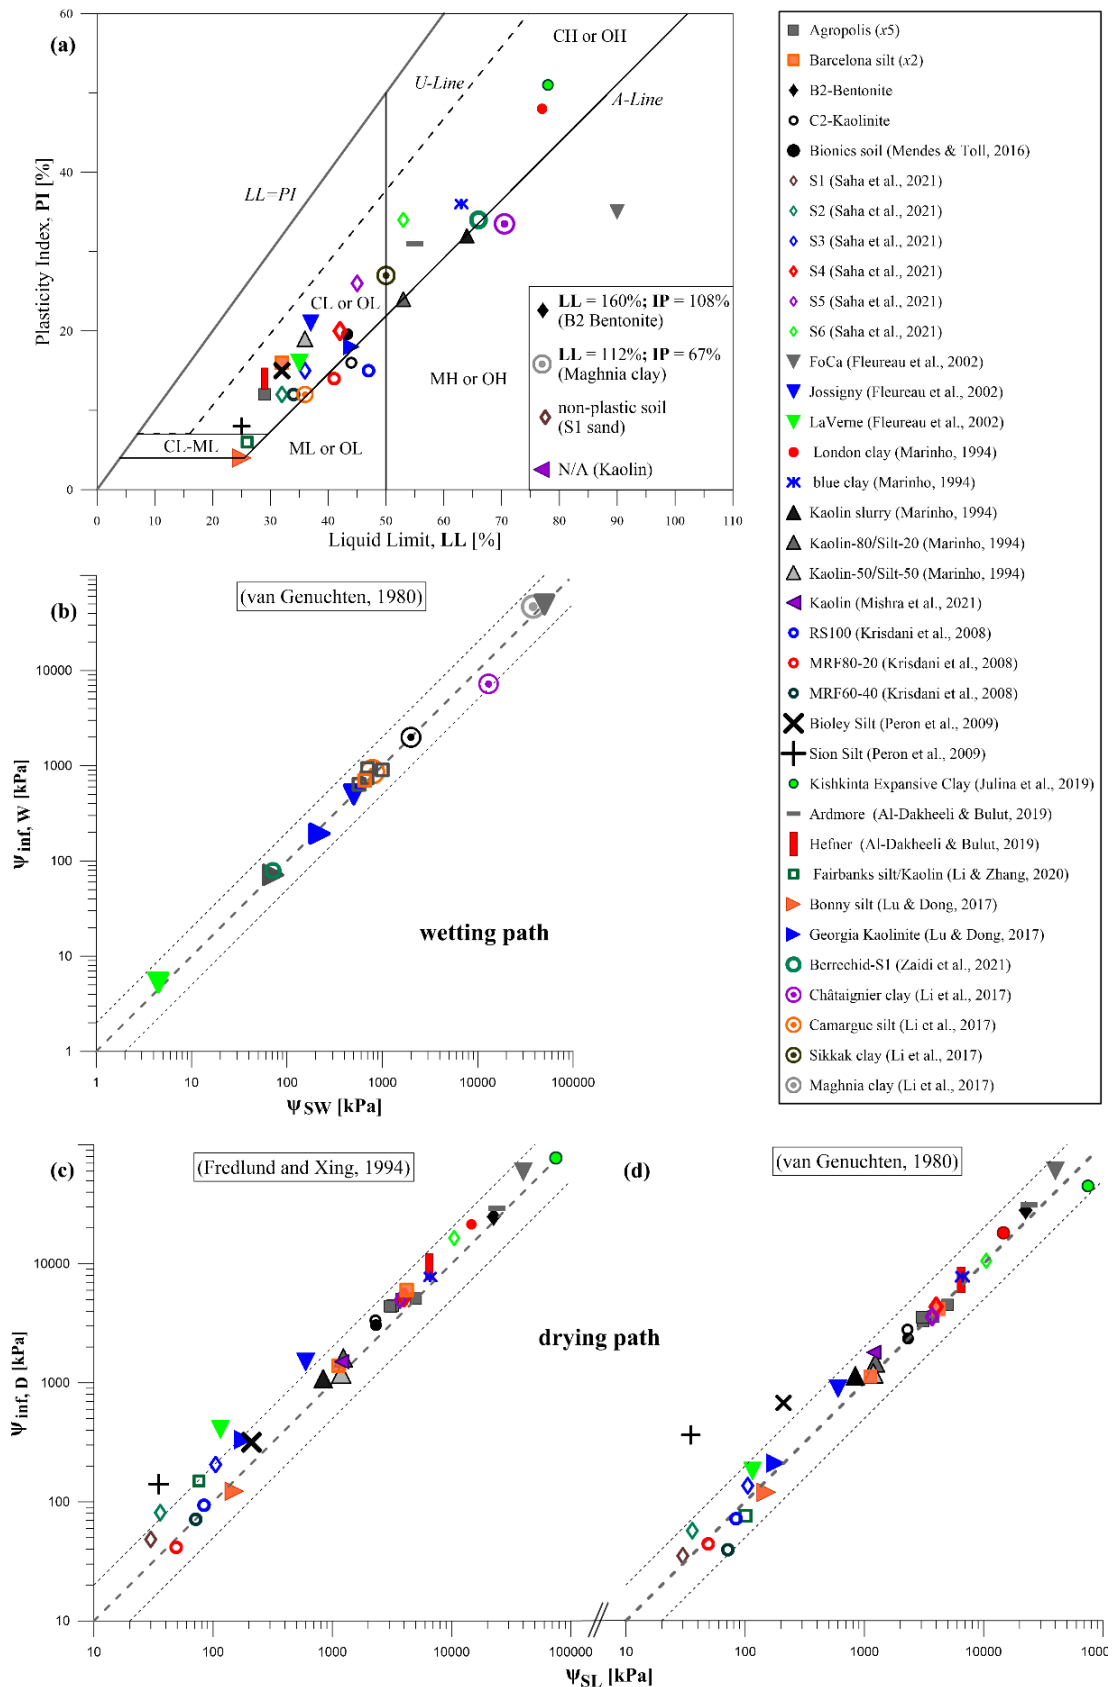 (a)
60
40
20
0
Plasticity Index, PI [%]
0 10 20 30 40 50 60 70 80 90 100 110
Liquid Limit, LL [%]
CH or OH
U-Line
A-Line
LL=PI
CL or OL
MH or OH
CL-ML
ML or OL
LL = 160%; IP = 108%
(B2 Bentonite)
LL = 112%; IP = 67%
(Maghnia clay)
non-plastic soil
(S1 sand)
N/A (Kaolin)
Agropolis (x5)
Barcelona silt (x2)
B2-Bentonite
C2-Kaolinite
Bionics soil (Mendes & Toll, 2016)
S1 (Saha et al., 2021)
S2 (Saha et al., 2021)
S3 (Saha et al., 2021)
S4 (Saha et al., 2021)
S5 (Saha et al., 2021)
S6 (Saha et al., 2021)
FoCa (Fleureau et al., 2002)
Jossigny (Fleureau et al., 2002)
LaVerne (Fleureau et al., 2002)
London clay (Marinho, 1994)
blue clay (Marinho, 1994)
Kaolin slurry (Marinho, 1994)
Kaolin-80/Silt-20 (Marinho, 1994)
Kaolin-50/Silt-50 (Marinho, 1994)
Kaolin (Mishra et al., 2021)
RS100 (Krisdani et al., 2008)
MRF80-20 (Krisdani et al., 2008)
MRF60-40 (Krisdani et al., 2008)
Bioley Silt (Peron et al., 2009)
Sion Silt (Peron et al., 2009)
Kishkinta Expansive Clay (Julina et al., 2019)
Ardmore (Al-Dakheeli & Bulut, 2019)
Hefner (Al-Dakheeli & Bulut, 2019)
Fairbanks silt/Kaolin (Li & Zhang, 2020)
Bonny silt (Lu & Dong, 2017)
Georgia Kaolinite (Lu & Dong, 2017)
Berrechid-S1 (Zaidi et al., 2021)
Châtaignier clay (Li et al., 2017)
Camargue silt (Li et al., 2017)
Sikkak clay (Li et al., 2017)
Maghnia clay (Li et al., 2017)
(b)
(van Genuchten, 1980)
10000
1000
100
10
1
Ψinf, W [kPa]
wetting path
1 10 100 1000 10000 100000
ΨSW [kPa]
(c)
(Fredlund and Xing, 1994)
10000
1000
100
10
Ψinf, D [kPa]
10 100 1000 10000 100000
(d)
(van Genuchten, 1980)
drying path
10 100 1000 10000 1000
ΨSL [kPa]